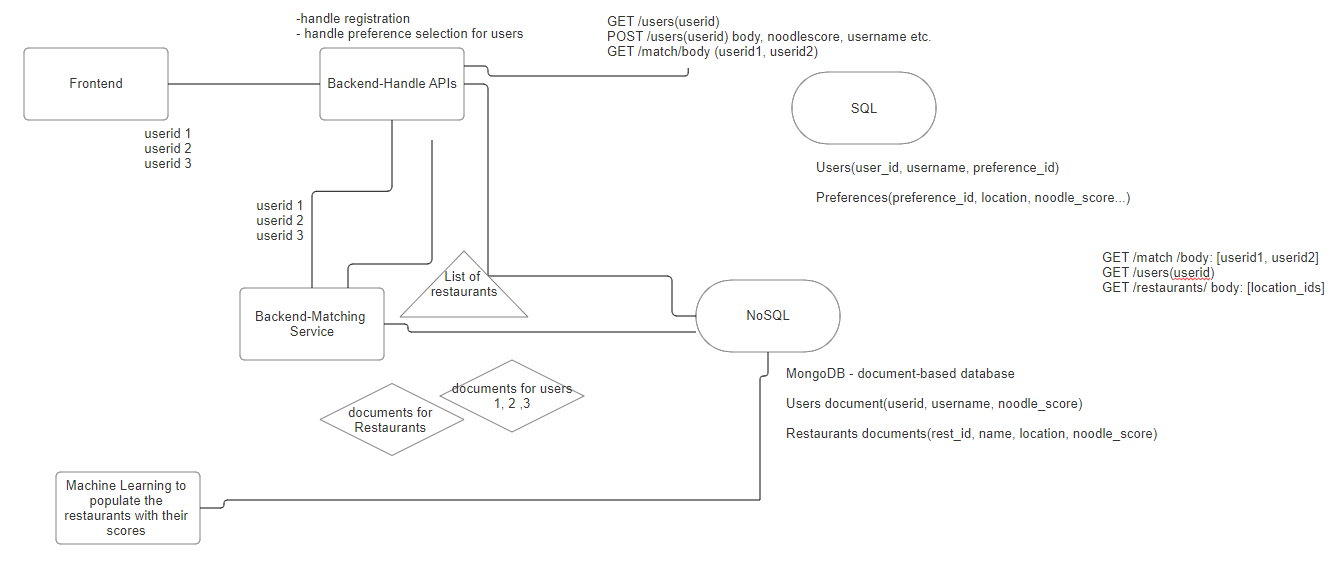 -handle registration
- handle preference selection for users
GET /users(userid)
POST /users(userid) body, noodlescore, username etc.
GET /match/body (userid1, userid2)
Frontend
Backend-Handle APIs
SQL
userid 1
userid 2
userid 3
Users(user_id, username, preference_id)
Preferences(preference_id, location, noodle_score...)
userid 1
userid 2
userid 3
GET /match /body: [userid1, userid2]
GET /users(userid)
GET /restaurants/ body: [location_ids]
List of
restaurants
Backend-Matching
Service
NoSQL
MongoDB - document-based database
Users document(userid, username, noodle_score)
Restaurants documents(rest_id, name, location, noodle_score)
documents for users
1, 2 ,3
documents for
Restaurants
Machine Learning to
populate the
restaurants with their
scores